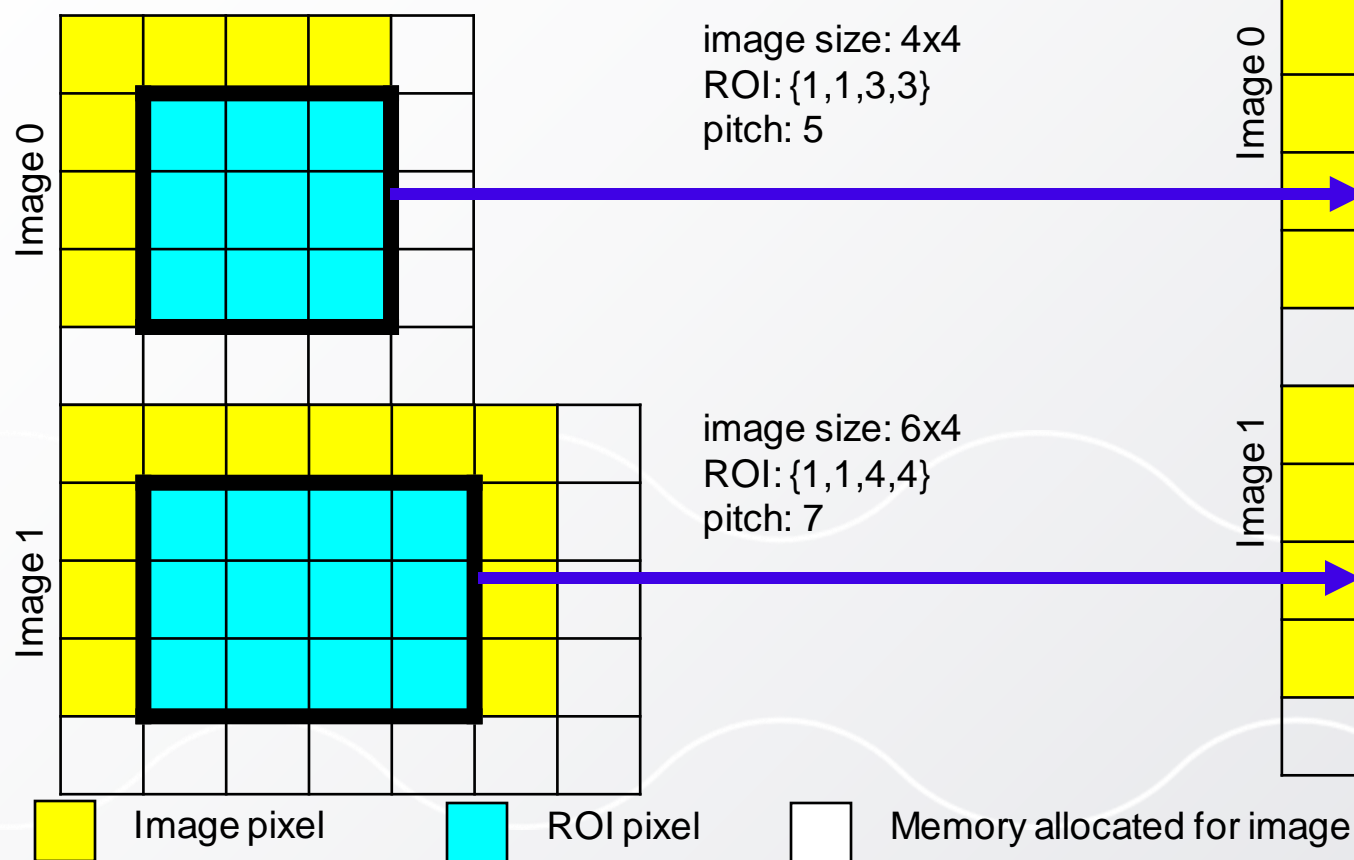 Image 0
image size: 4x4
ROI: {1,1,3,3}
pitch: 5
Image 0
Image 1
image size: 6x4
ROI: {1,1,4,4}
pitch: 7
Image 1
Image pixel
ROI pixel
Memory allocated for image